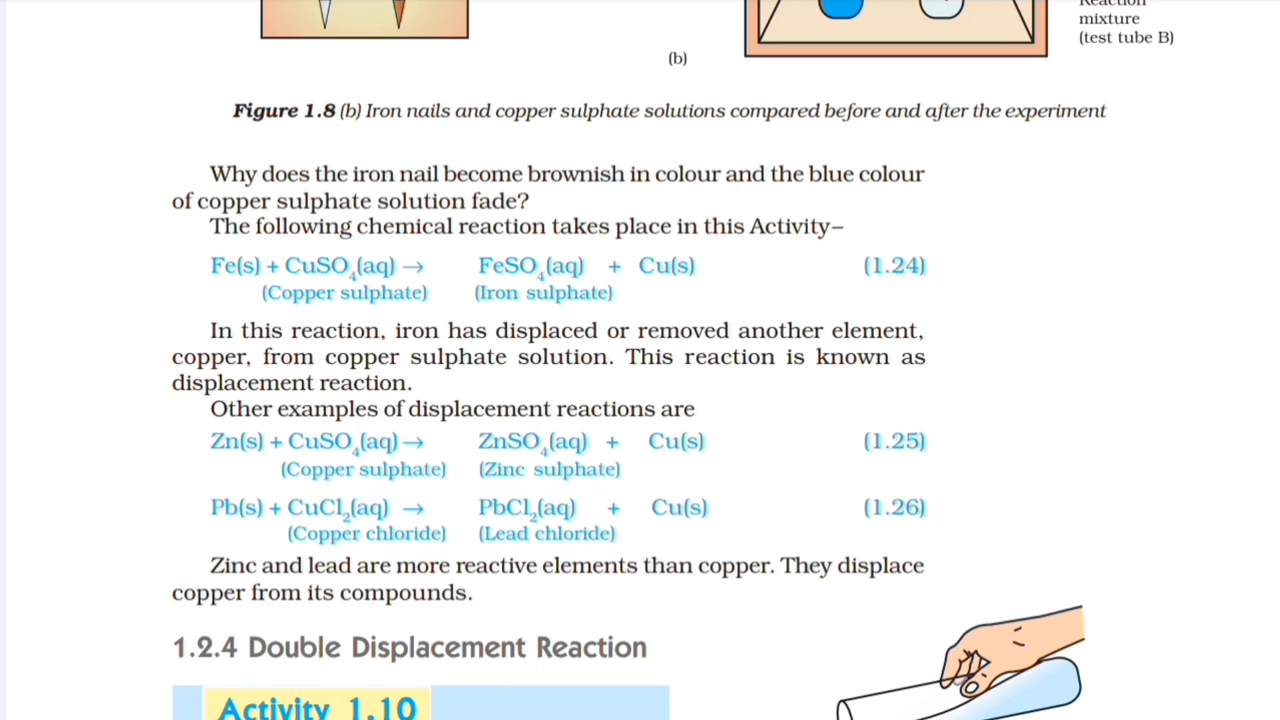 Reaction
mixture
(test tube B)
(b)
Figure 1.8 (b) Iron nails and copper sulphate solutions compared before and after the experiment
Why does the iron nail become brownish in colour and the blue colour
of copper sulphate solution fade?
The following chemical reaction takes place in this Activity–
Fe(s) + CuSO₄(aq) → FeSO₄(aq) + Cu(s) (1.24)
(Copper sulphate) (Iron sulphate)
In this reaction, iron has displaced or removed another element,
copper, from copper sulphate solution. This reaction is known as
displacement reaction.
Other examples of displacement reactions are
Zn(s) + CuSO₄(aq) → ZnSO₄(aq) + Cu(s) (1.25)
(Copper sulphate) (Zinc sulphate)
Pb(s) + CuCl₂(aq) → PbCl₂(aq) + Cu(s) (1.26)
(Copper chloride) (Lead chloride)
Zinc and lead are more reactive elements than copper. They displace
copper from its compounds.
1.2.4 Double Displacement Reaction
Activity 1.10